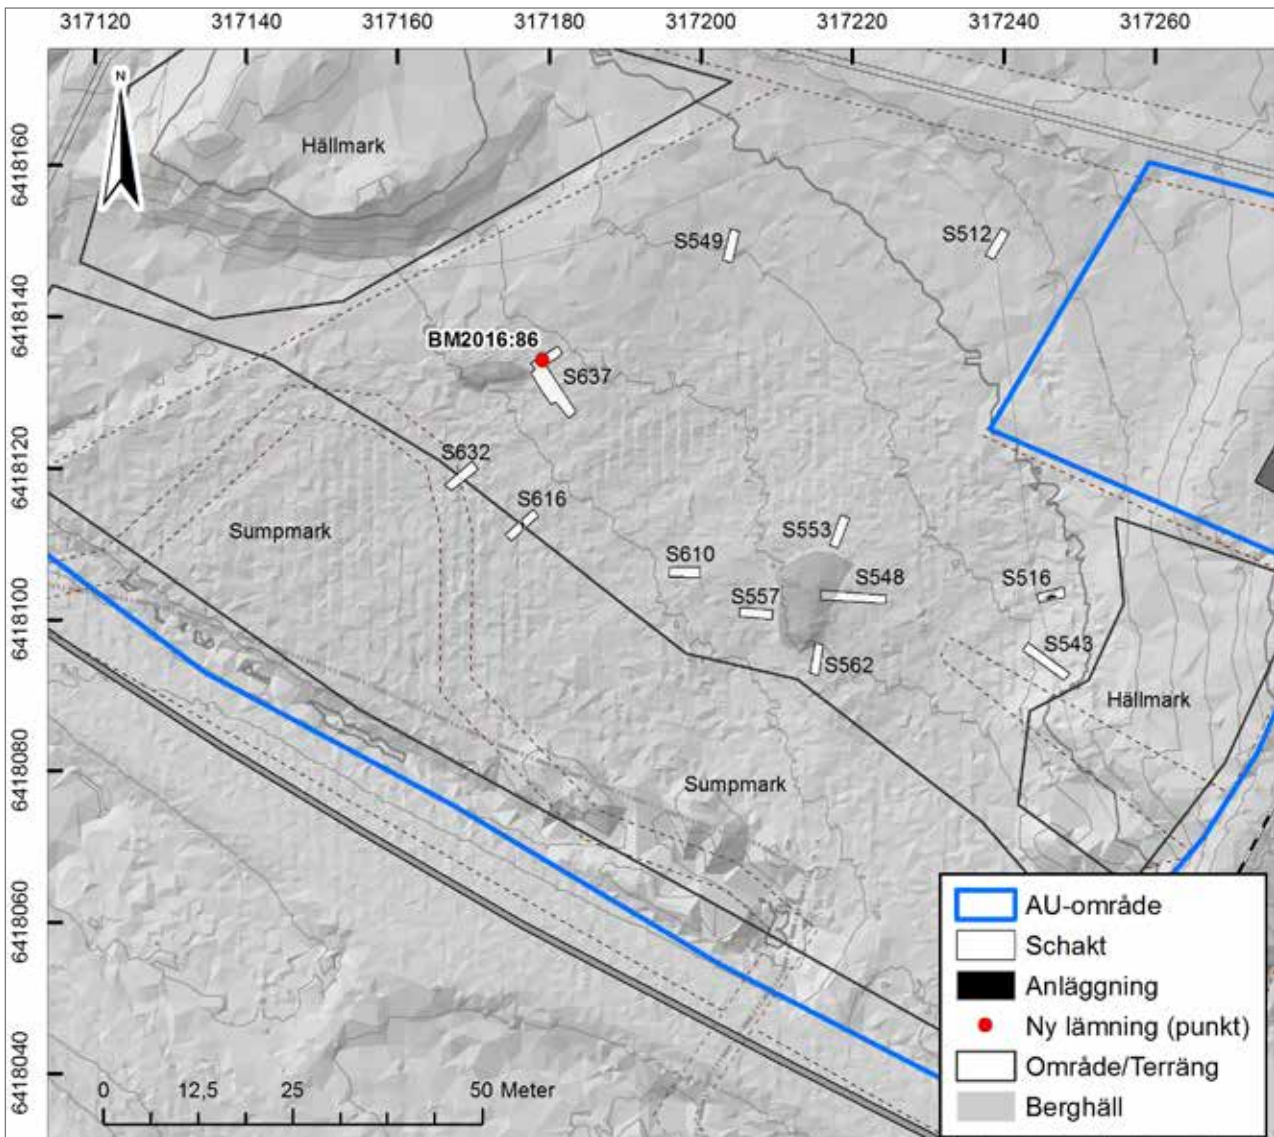 317120 317140 317160 317180 317200 317220 317240 317260
N
6418160
6418140
6418120
6418100
6418080
6418060
6418040
Hällmark
S549
S512
BM2016:86
S637
S632
S616
Sumpmark
S553
S610
S548
S557
S516
S562
S543
Hällmark
Sumpmark
0 12,5 25 50 Meter
AU-område
Schakt
Anläggning
Ny lämning (punkt)
Område/Terräng
Berghäll